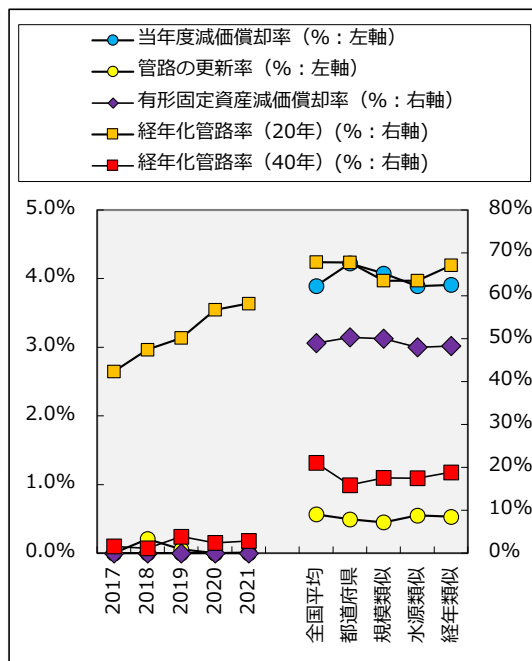 当年度減価償却率（%：左軸）
管路の更新率（%：左軸）
有形固定資産減価償却率（%：右軸）
経年化管路率（20年）(%：右軸)
経年化管路率（40年）(%：右軸)
5.0%
4.0%
3.0%
2.0%
1.0%
0.0%
80%
70%
60%
50%
40%
30%
20%
10%
0%
2017
2018
2019
2020
2021
全国平均
都道府県
規模類似
水源類似
経年類似